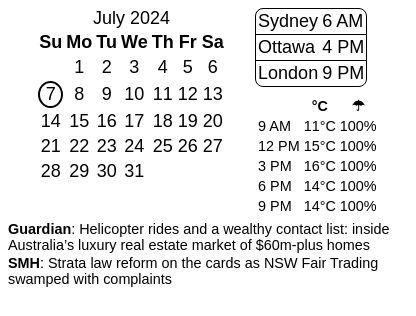 July 2024
Su Mo Tu We Th Fr Sa
1 2 3 4 5 6
7 8 9 10 11 12 13
14 15 16 17 18 19 20
21 22 23 24 25 26 27
28 29 30 31
Sydney 6 AM
Ottawa 4 PM
London 9 PM
°C ☂
9 AM 11°C 100%
12 PM 15°C 100%
3 PM 16°C 100%
6 PM 14°C 100%
9 PM 14°C 100%
Guardian: Helicopter rides and a wealthy contact list: inside
Australia's luxury real estate market of $60m-plus homes
SMH: Strata law reform on the cards as NSW Fair Trading
swamped with complaints